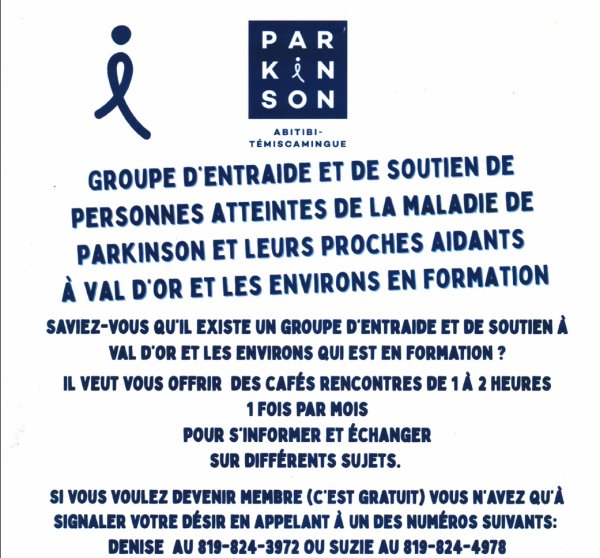 PAR
KiN
SON
ABITIBI-
TÉMISCAMINGUE
GROUPE D'ENTRAIDE ET DE SOUTIEN DE
PERSONNES ATTEINTES DE LA MALADIE DE
PARKINSON ET LEURS PROCHES AIDANTS
À VAL D'OR ET LES ENVIRONS EN FORMATION
SAVIEZ-VOUS QU'IL EXISTE UN GROUPE D'ENTRAIDE ET DE SOUTIEN À
VAL D'OR ET LES ENVIRONS QUI EST EN FORMATION ?
IL VEUT VOUS OFFRIR DES CAFÉS RENCONTRES DE 1 À 2 HEURES
1 FOIS PAR MOIS
POUR S'INFORMER ET ÉCHANGER
SUR DIFFÉRENTS SUJETS.
SI VOUS VOULEZ DEVENIR MEMBRE (C'EST GRATUIT) VOUS N'AVEZ QU'À
SIGNALER VOTRE DÉSIR EN APPELANT À UN DES NUMÉROS SUIVANTS:
DENISE AU 819-824-3972 OU SUZIE AU 819-824-4978